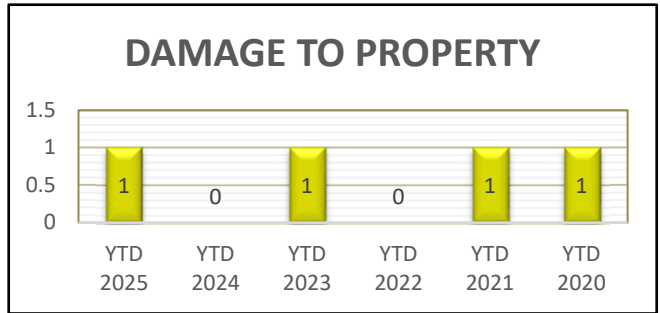 DAMAGE TO PROPERTY
1.5
1
0.5
0
1 0 1 0 1 1
YTD YTD YTD YTD YTD YTD
2025 2024 2023 2022 2021 2020